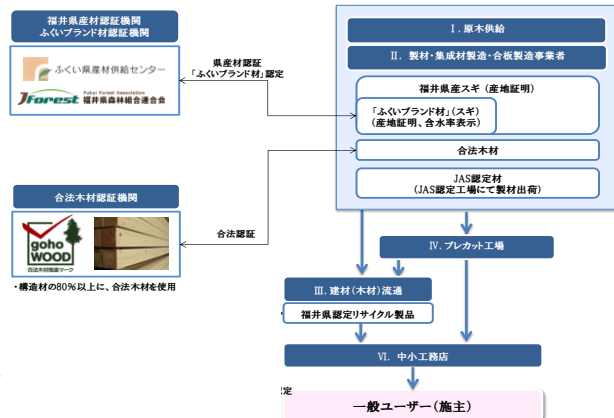 福井県産材認証機関
ふくいブランド材認証機関
ふくい県産材供給センター
Fukui Forest Association
JForest 福井県森林組合連合会
県産材認証
「ふくいブランド材」認定
Ⅰ. 原木供給
Ⅱ. 製材・集成材製造・合板製造事業者
福井県産スギ（産地証明）
「ふくいブランド材」（スギ）
（産地証明、含水率表示）
合法木材
JAS認定材
（JAS認定工場にて製材出荷）
合法木材認証機関
goho
WOOD
合法木材推進マーク
合法認証
・構造材の80%以上に、合法木材を使用
Ⅳ. プレカット工場
Ⅲ. 建材（木材）流通
福井県認定リサイクル製品
Ⅵ. 中小工務店
定
一般ユーザー（施主）